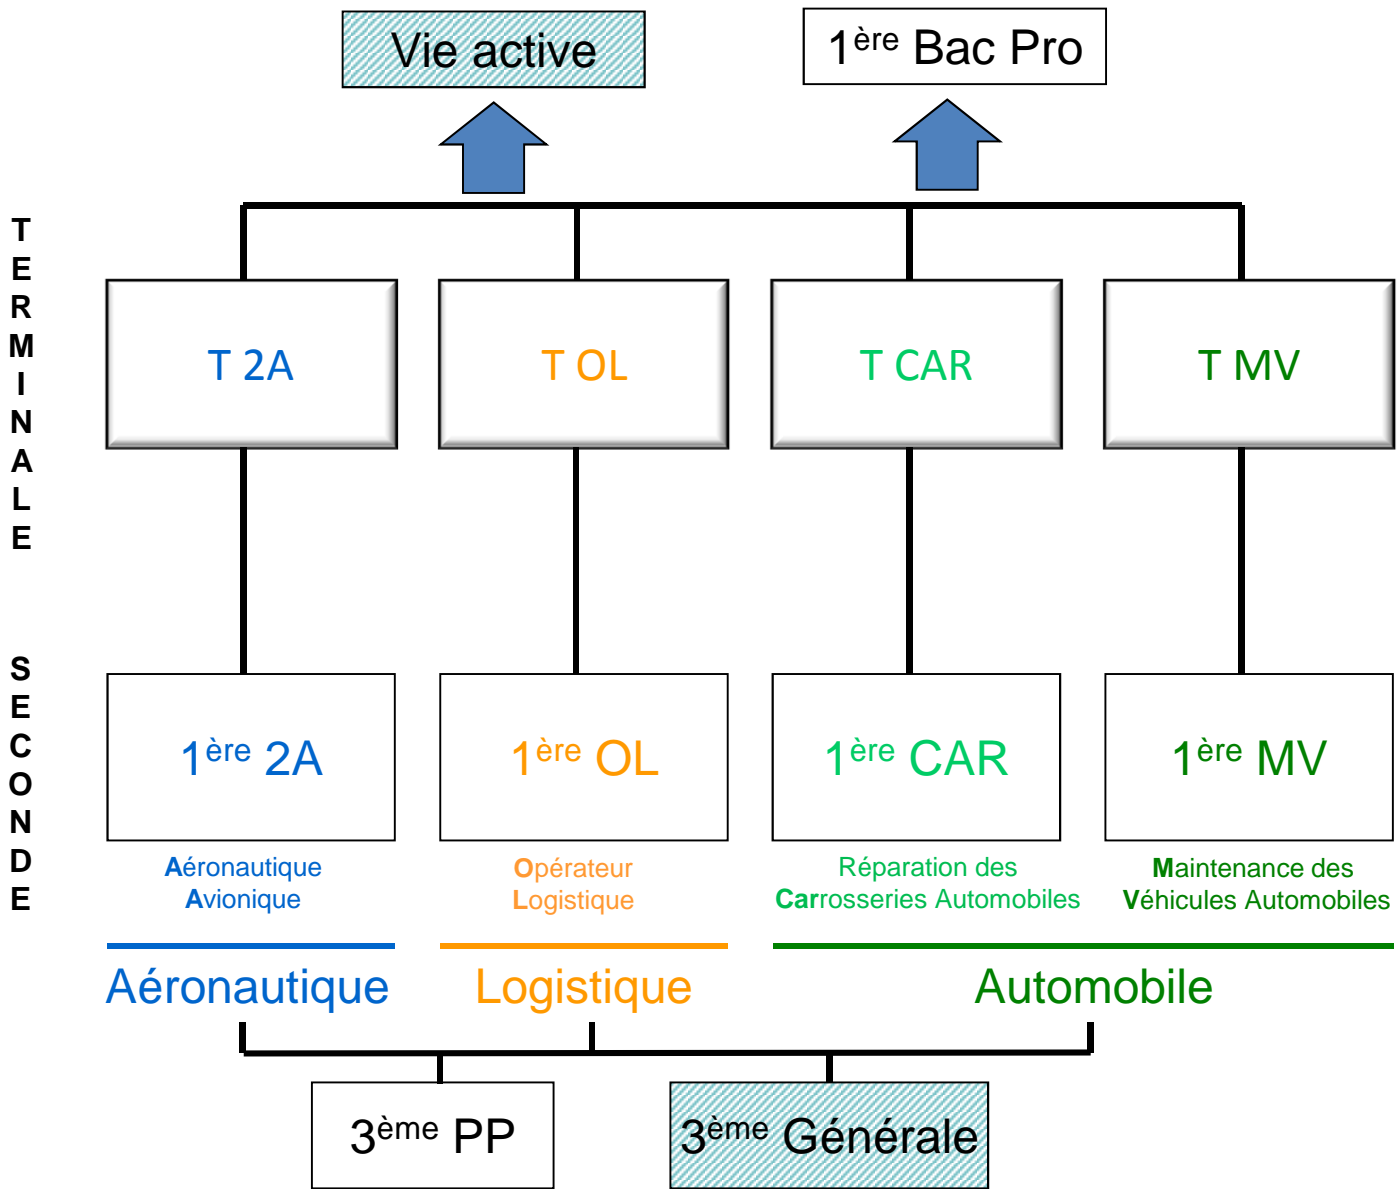 Vie active
1ère Bac Pro
TERMINALE
T 2A
T OL
T CAR
T MV
SECONDE
1ère 2A
1ère OL
1ère CAR
1ère MV
Aéronautique
Avionique
Opérateur
Logistique
Réparation des
Carrosseries Automobiles
Maintenance des
Véhicules Automobiles
Aéronautique
Logistique
Automobile
3ème PP
3ème Générale